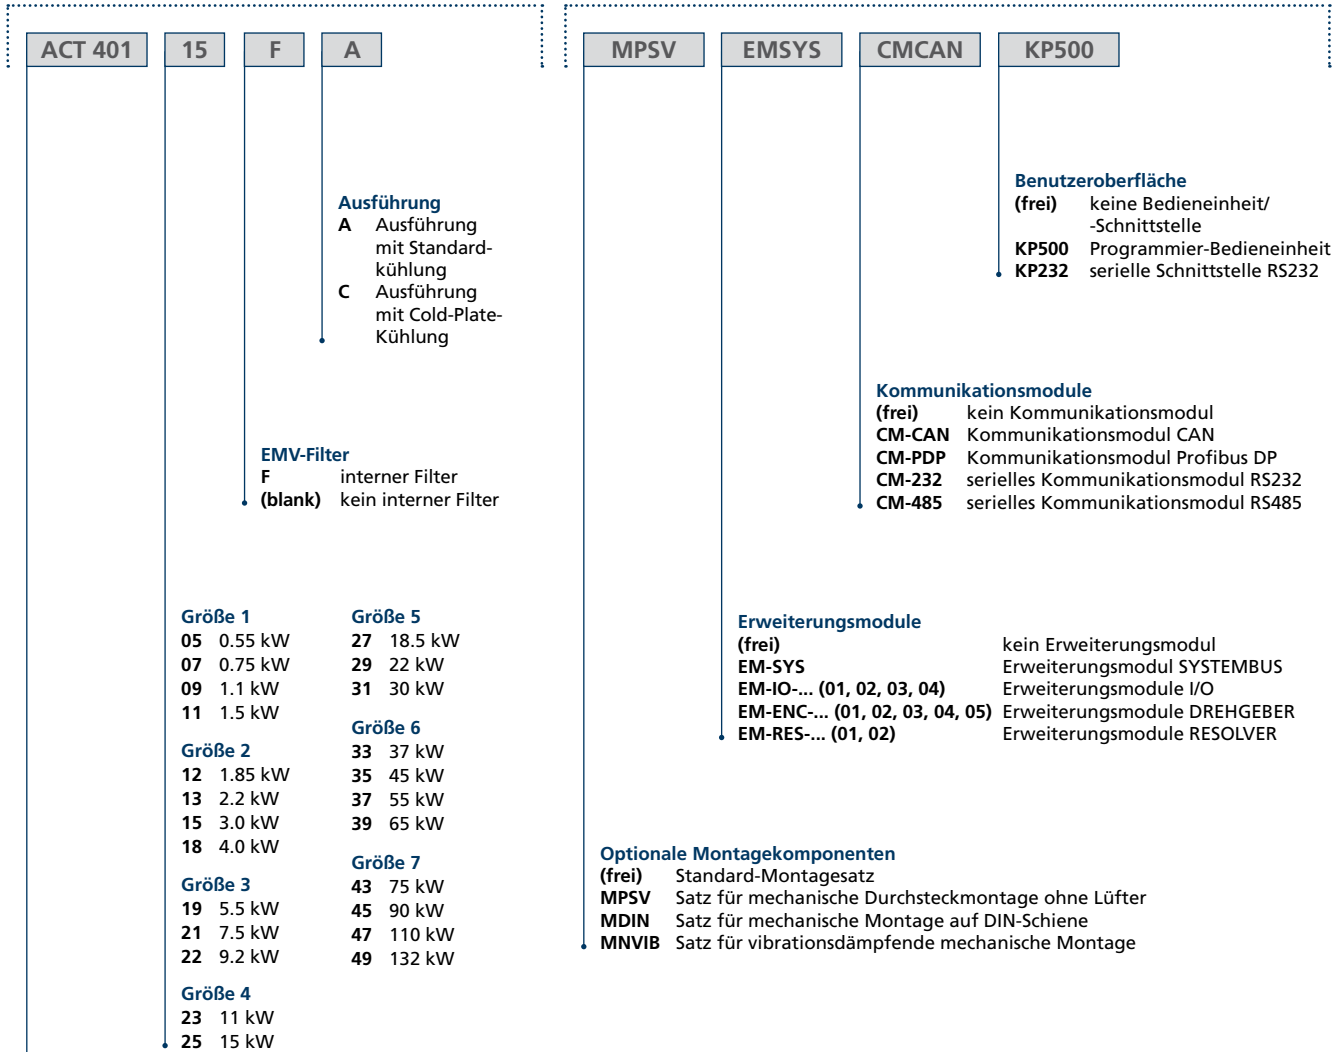 ACT 401 15 F A MPSV EMSYS CMCAN KP500
Ausführung
A Ausführung
mit Standard-
kühlung
C Ausführung
mit Cold-Plate-
Kühlung
Benutzeroberfläche
(frei) keine Bedieneinheit/
-Schnittstelle
KP500 Programmier-Bedieneinheit
KP232 serielle Schnittstelle RS232
Kommunikationsmodule
(frei) kein Kommunikationsmodul
CM-CAN Kommunikationsmodul CAN
CM-PDP Kommunikationsmodul Profibus DP
CM-232 serielles Kommunikationsmodul RS232
CM-485 serielles Kommunikationsmodul RS485
EMV-Filter
F interner Filter
(blank) kein interner Filter
Größe 1
05 0.55 kW
07 0.75 kW
09 1.1 kW
11 1.5 kW
Größe 2
12 1.85 kW
13 2.2 kW
15 3.0 kW
18 4.0 kW
Größe 3
19 5.5 kW
21 7.5 kW
22 9.2 kW
Größe 4
23 11 kW
25 15 kW
Größe 5
27 18.5 kW
29 22 kW
31 30 kW
Größe 6
33 37 kW
35 45 kW
37 55 kW
39 65 kW
Größe 7
43 75 kW
45 90 kW
47 110 kW
49 132 kW
Erweiterungsmodule
(frei) kein Erweiterungsmodul
EM-SYS Erweiterungsmodul SYSTEMBUS
EM-IO-... (01, 02, 03, 04) Erweiterungsmodule I/O
EM-ENC-... (01, 02, 03, 04, 05) Erweiterungsmodule DREHGEBER
EM-RES-... (01, 02) Erweiterungsmodule RESOLVER
Optionale Montagekomponenten
(frei) Standard-Montagesatz
MPSV Satz für mechanische Durchsteckmontage ohne Lüfter
MDIN Satz für mechanische Montage auf DIN-Schiene
MNVIB Satz für vibrationsdämpfende mechanische Montage